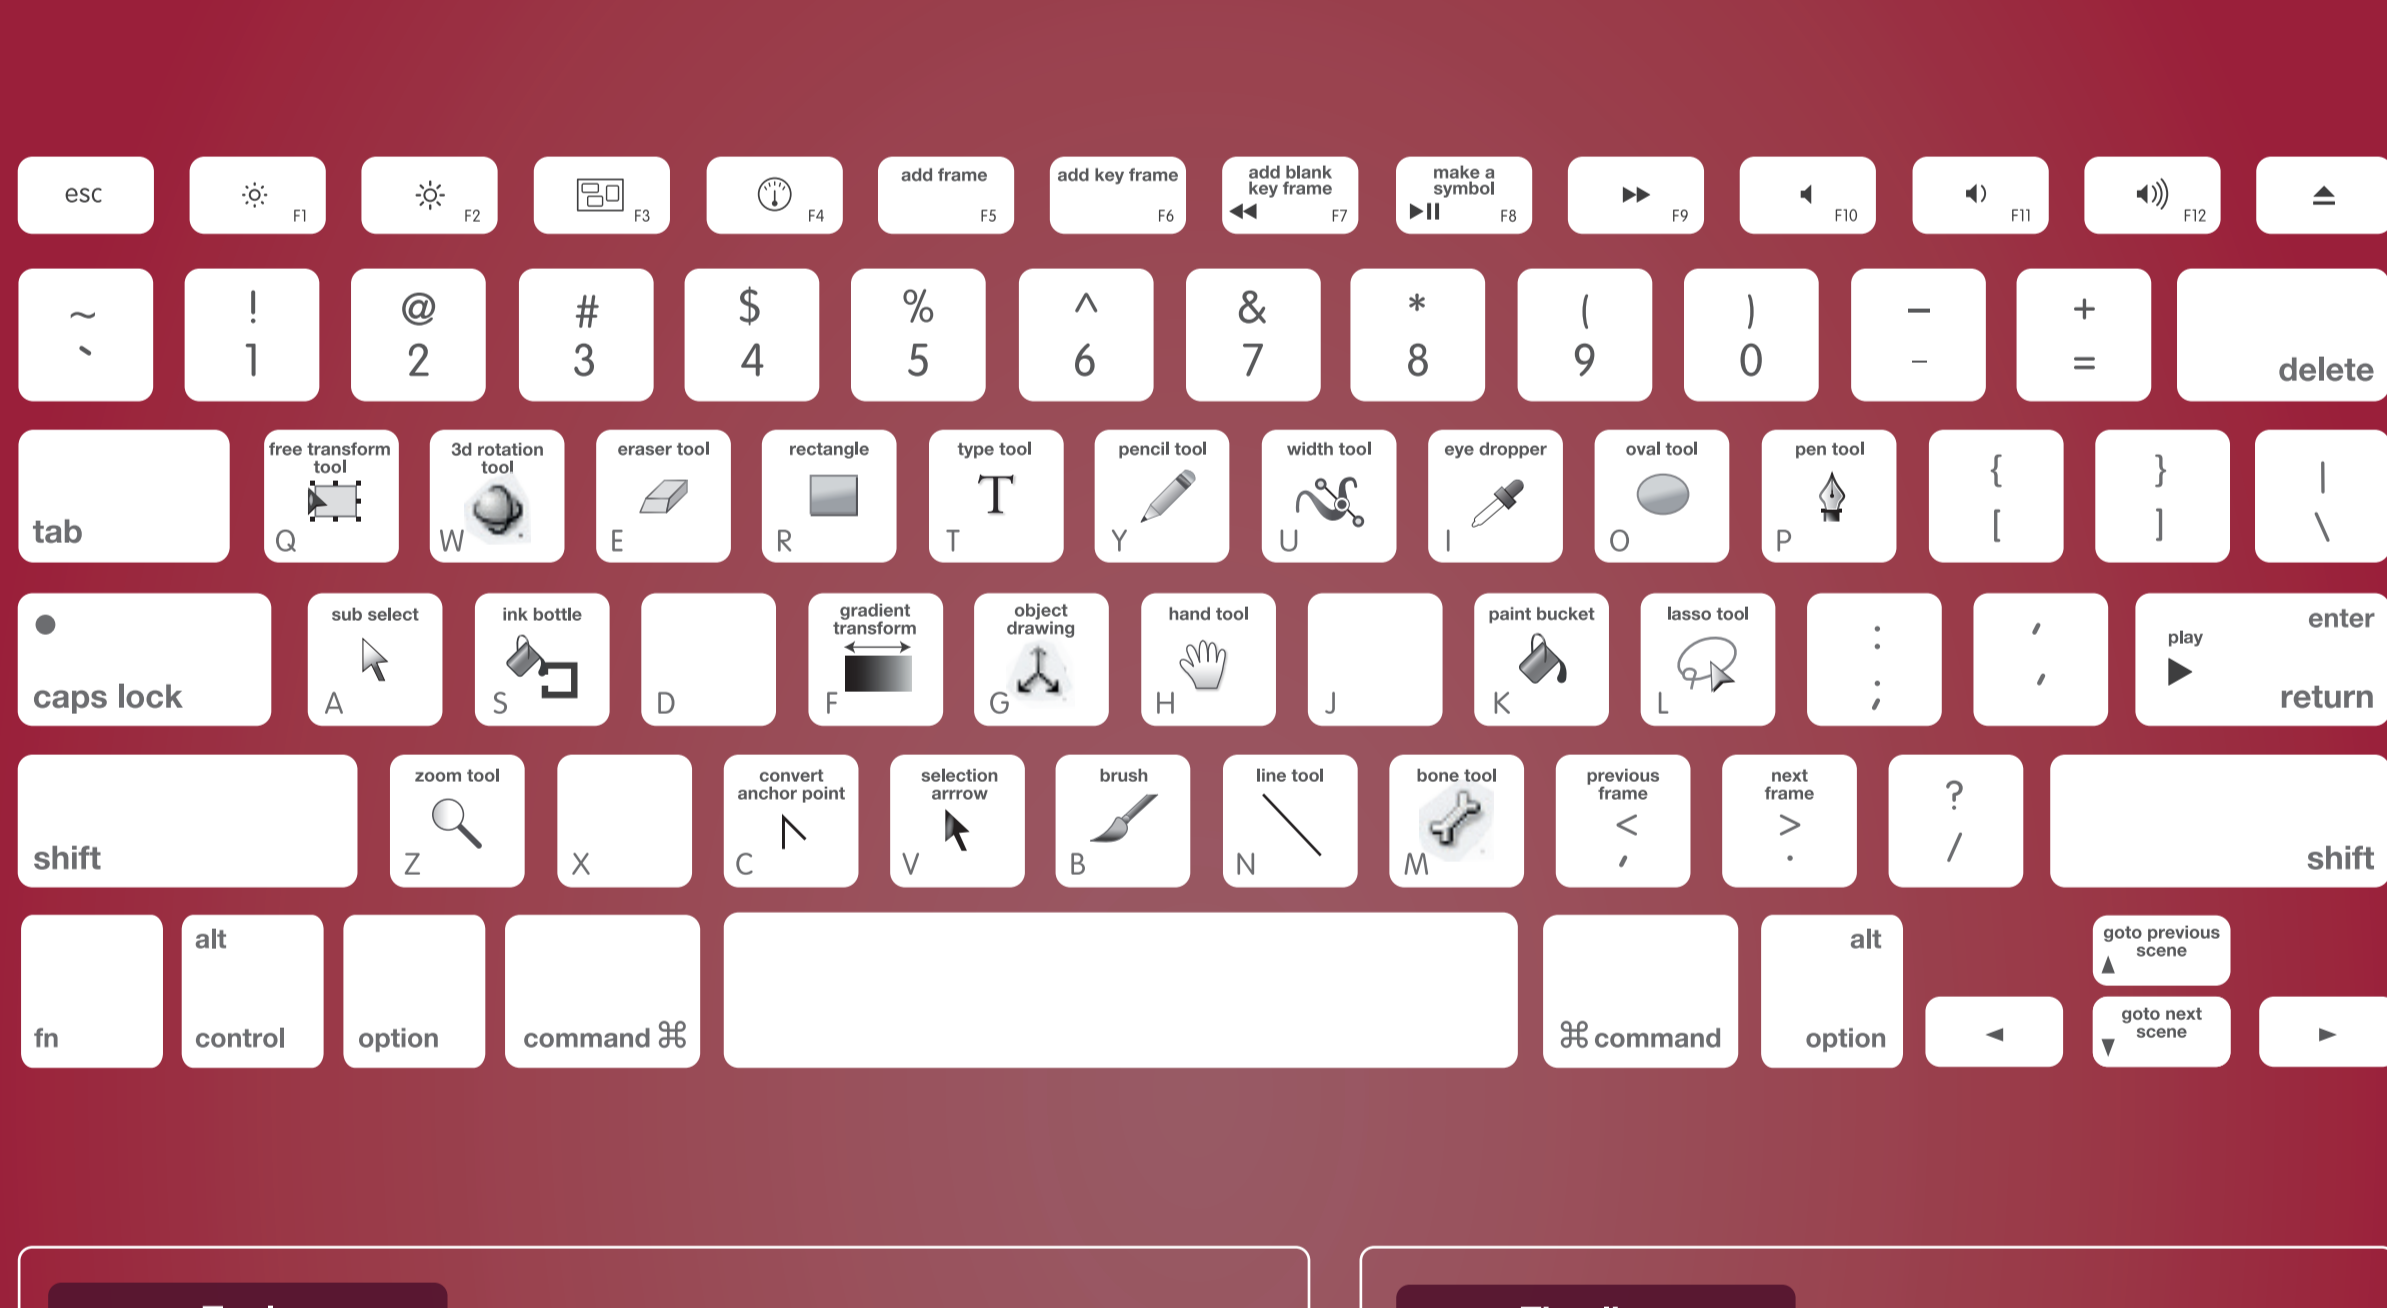 esc
F1
F2
F3
F4
add frame
F5
add key frame
F6
add blank
key frame
F7
make a
symbol
F8
F9
F10
F11
F12
~
`
!
1
@
2
#
3
$
4
%
5
^
6
&
7
*
8
(
9
)
0
–
-
+
=
delete
tab
free transform
tool
Q
3d rotation
tool
W
eraser tool
E
rectangle
R
type tool
T
T
pencil tool
Y
width tool
U
eye dropper
I
oval tool
O
pen tool
P
{
[
}
]
|
\
caps lock
sub select
A
ink bottle
S
D
gradient
transform
F
object
drawing
G
hand tool
H
J
paint bucket
K
lasso tool
L
:
;
′
′
play
enter
return
shift
zoom tool
Z
X
convert
anchor point
C
selection
arrrow
V
brush
B
line tool
N
bone tool
M
previous
frame
<
,
next
frame
>
.
?
/
shift
fn
alt
control
option
command ⌘
⌘ command
alt
option
goto previous
scene
goto next
scene